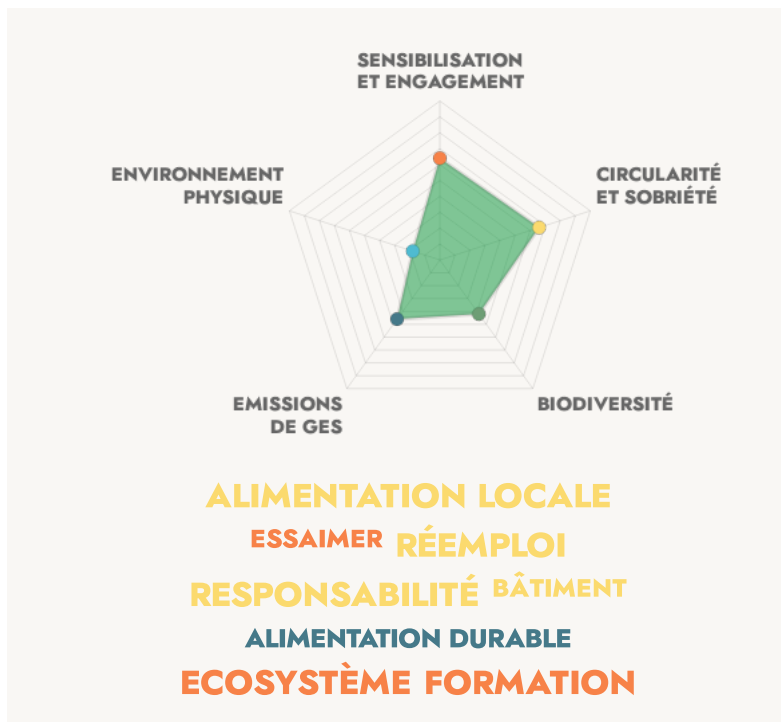 SENSIBILISATION
ET ENGAGEMENT
ENVIRONNEMENT
PHYSIQUE
CIRCULARITÉ
ET SOBRIÉTÉ
EMISSIONS
DE GES
BIODIVERSITÉ
ALIMENTATION LOCALE
ESSAIMER RÉEMPLOI
RESPONSABILITÉ BÂTIMENT
ALIMENTATION DURABLE
ECOSYSTÈME FORMATION